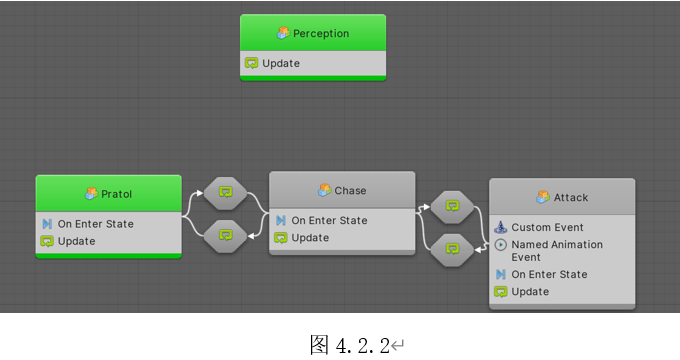 Perception
Update
Pratol
On Enter State
Update
Chase
On Enter State
Update
Attack
Custom Event
Named Animation
Event
On Enter State
Update
图 4.2.2↵